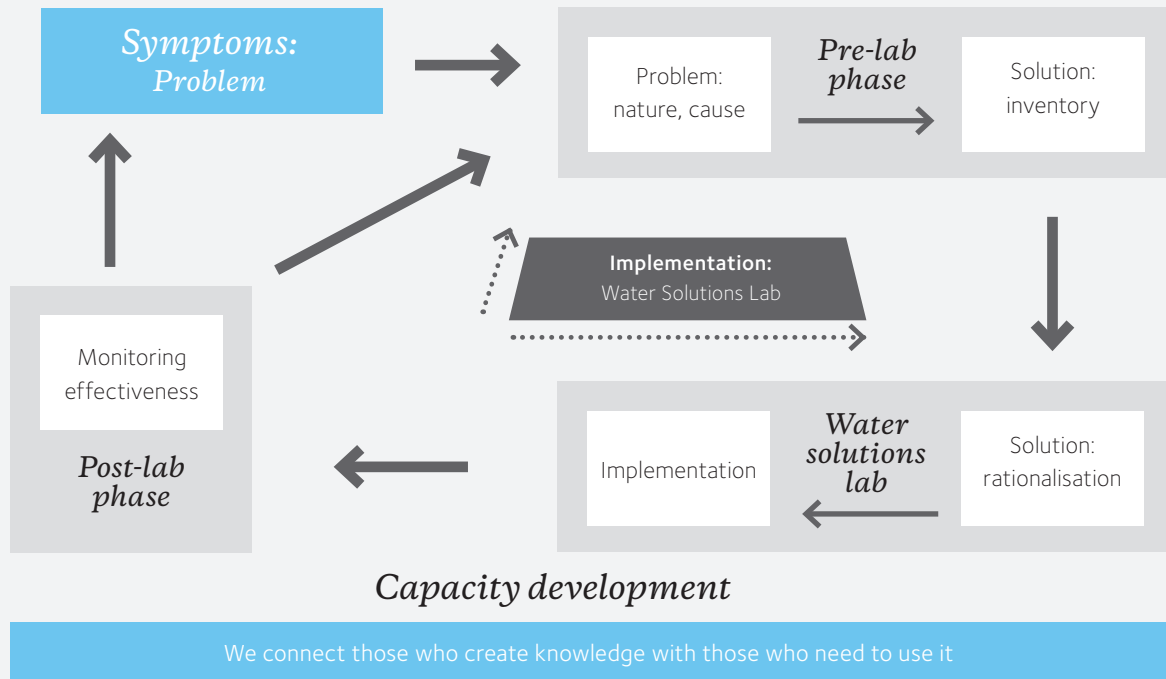 Symptoms:
Problem
Problem:
nature, cause
Pre-lab
phase
Solution:
inventory
Implementation:
Water Solutions Lab
Monitoring
effectiveness
Post-lab
phase
Implementation
Water
solutions
lab
Solution:
rationalisation
Capacity development
We connect those who create knowledge with those who need to use it